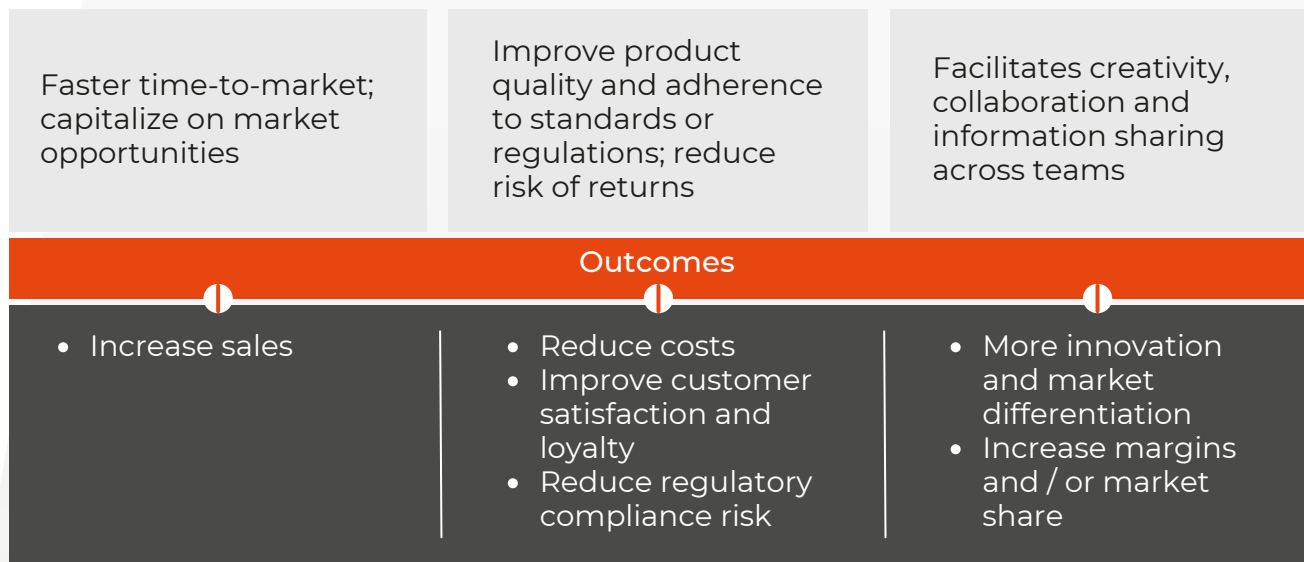 Faster time-to-market;
capitalize on market
opportunities
Improve product
quality and adherence
to standards or
regulations; reduce
risk of returns
Facilitates creativity,
collaboration and
information sharing
across teams
Outcomes
• Increase sales
• Reduce costs
• Improve customer
satisfaction and
loyalty
• Reduce regulatory
compliance risk
• More innovation
and market
differentiation
• Increase margins
and / or market
share